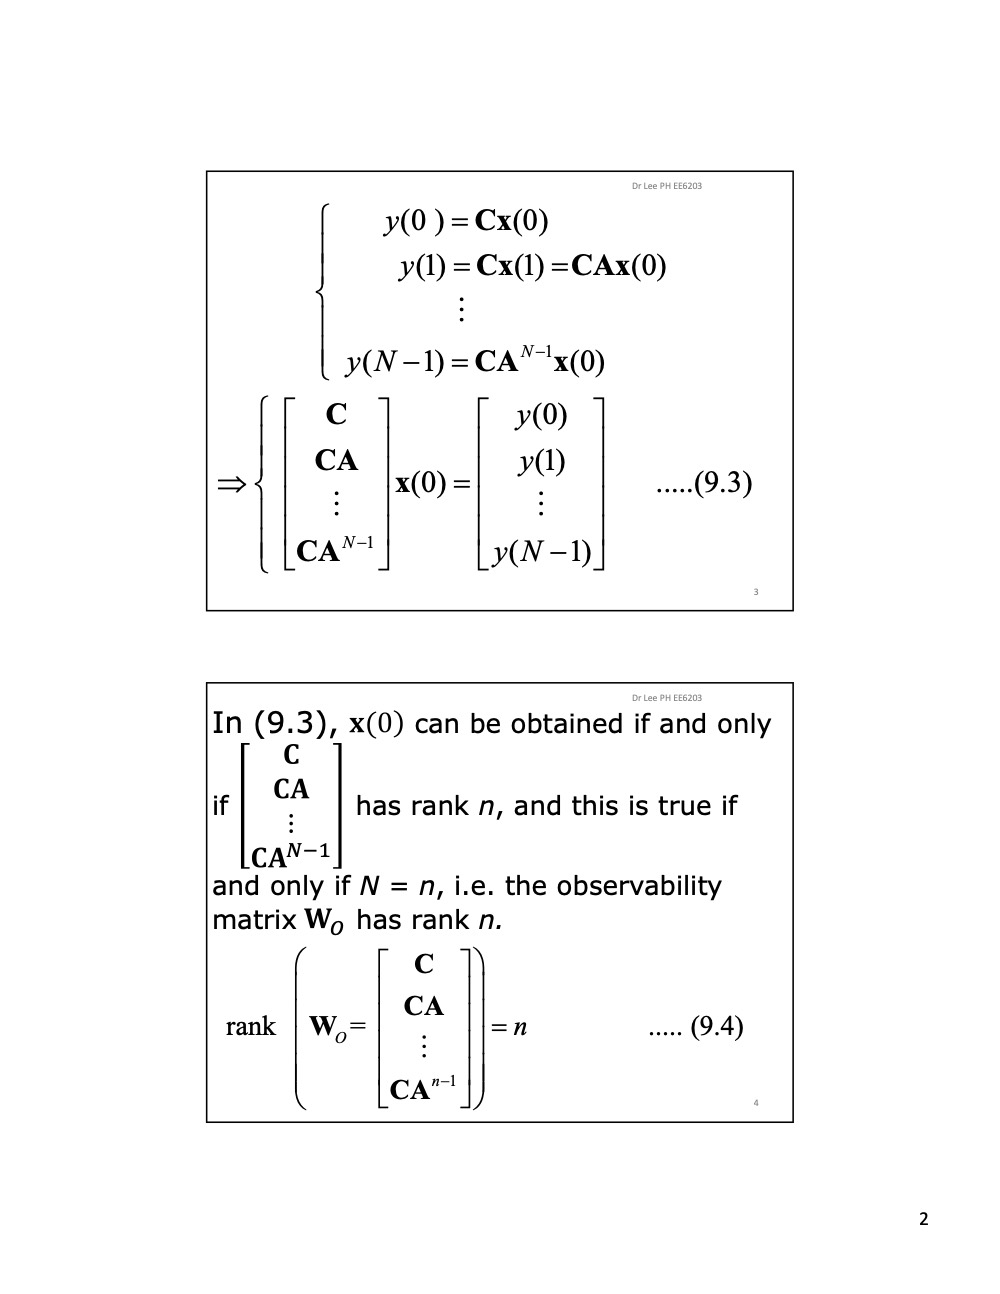 Dr Lee PH EE6203
y(0 ) = Cx(0)
y(1) = Cx(1) = CAx(0)
⋮
y(N − 1) = CA^{N−1}x(0)
⇒ { [ C ; CA ; ⋮ ; CA^{N−1} ] x(0) = [ y(0) ; y(1) ; ⋮ ; y(N − 1) ] .....(9.3)
3
Dr Lee PH EE6203
In (9.3), x(0) can be obtained if and only
if [ C ; CA ; ⋮ ; CA^{N−1} ] has rank n, and this is true if
and only if N = n, i.e. the observability
matrix W_O has rank n.
rank ( W_O = [ C ; CA ; ⋮ ; CA^{n−1} ] ) = n ..... (9.4)
4
2